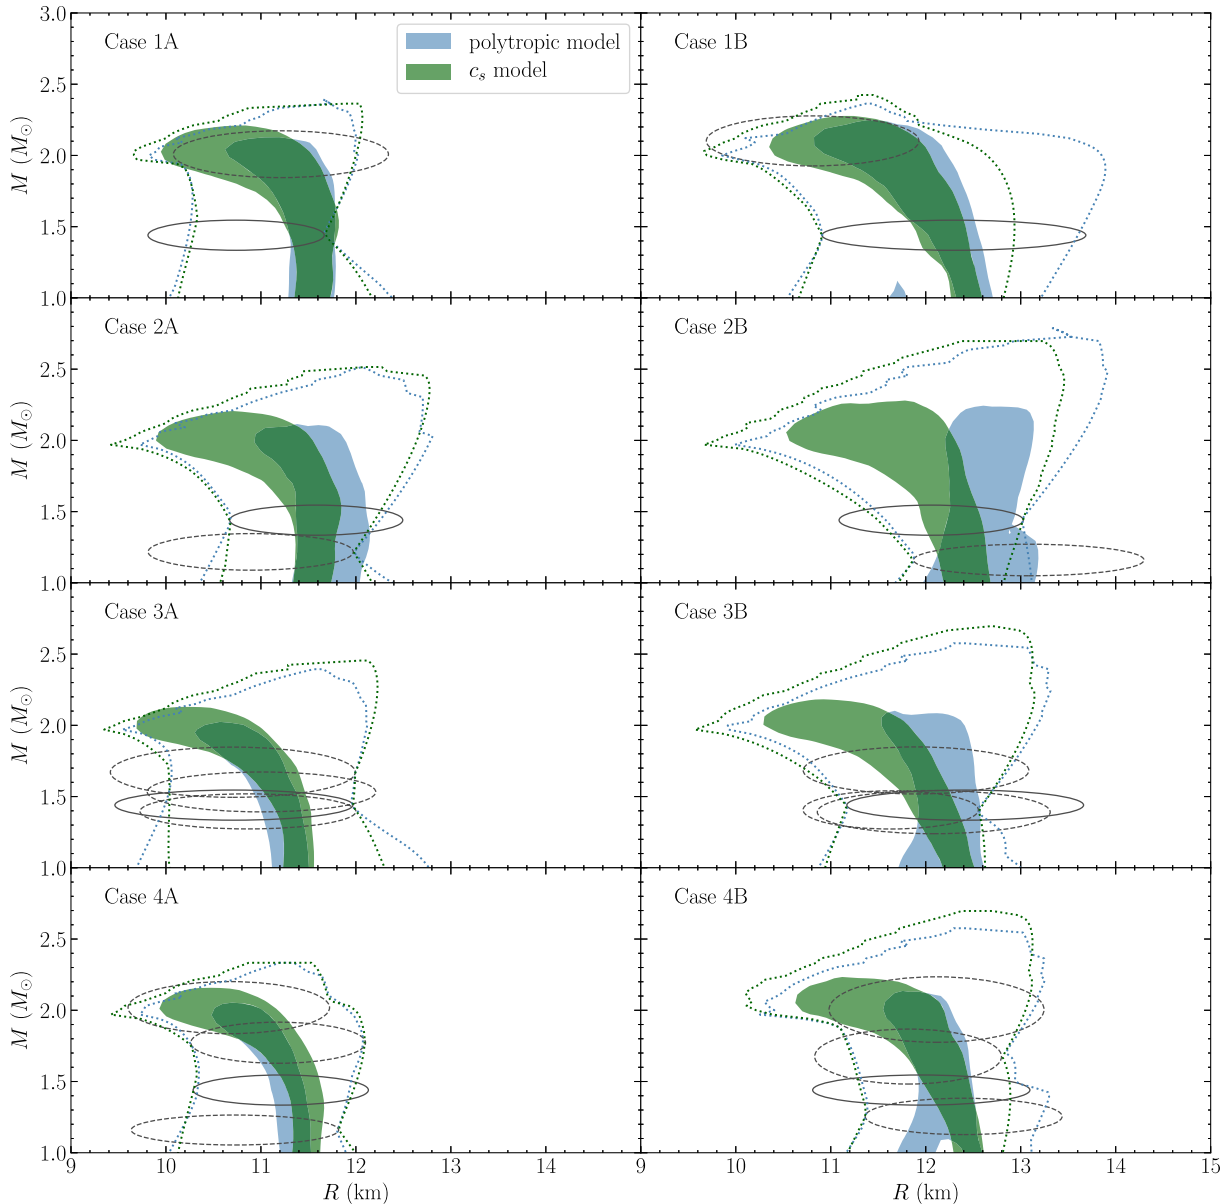 3.0
Case 1A
polytropic model
c_s model
Case 1B
2.5
M (M_⊙)
2.0
1.5
1.0
Case 2A
Case 2B
2.5
M (M_⊙)
2.0
1.5
1.0
Case 3A
Case 3B
2.5
M (M_⊙)
2.0
1.5
1.0
Case 4A
Case 4B
2.5
M (M_⊙)
2.0
1.5
1.0
9 10 11 12 13 14 10 11 12 13 14 15
R (km) R (km)